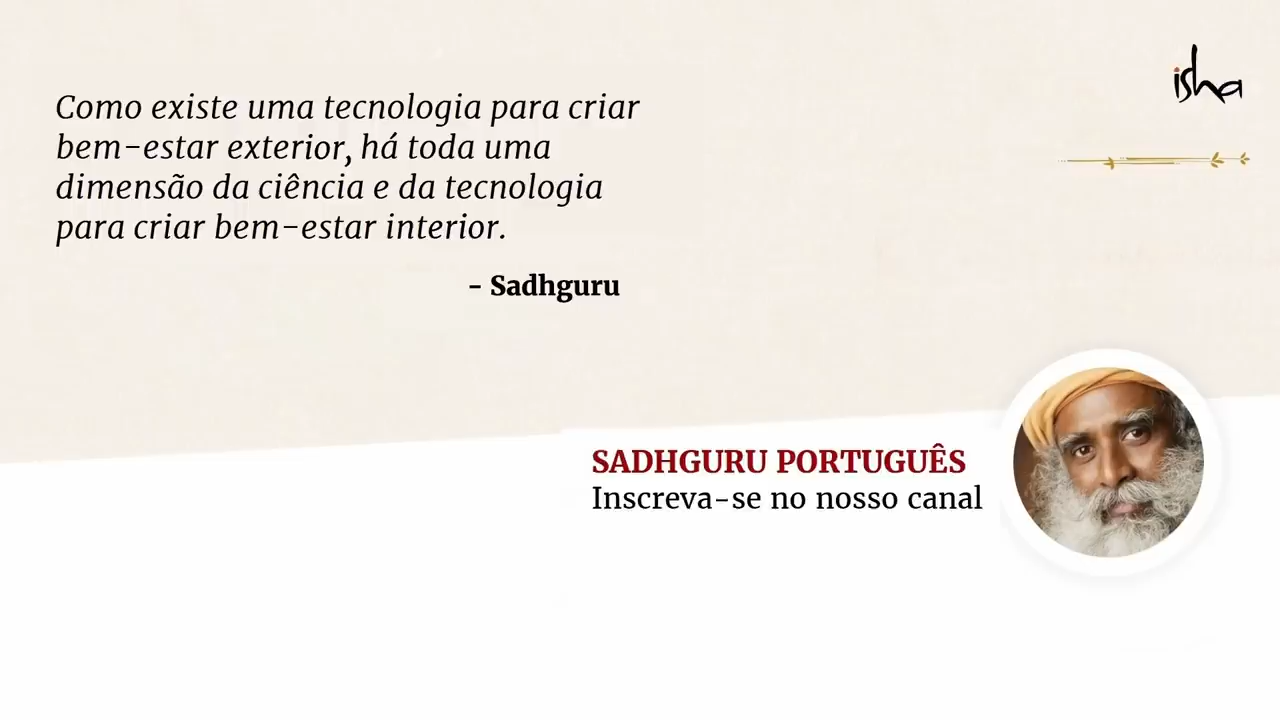 Como existe uma tecnologia para criar
bem-estar exterior, há toda uma
dimensão da ciência e da tecnologia
para criar bem-estar interior.
- Sadhguru
isha
SADHGURU PORTUGUÊS
Inscreva-se no nosso canal